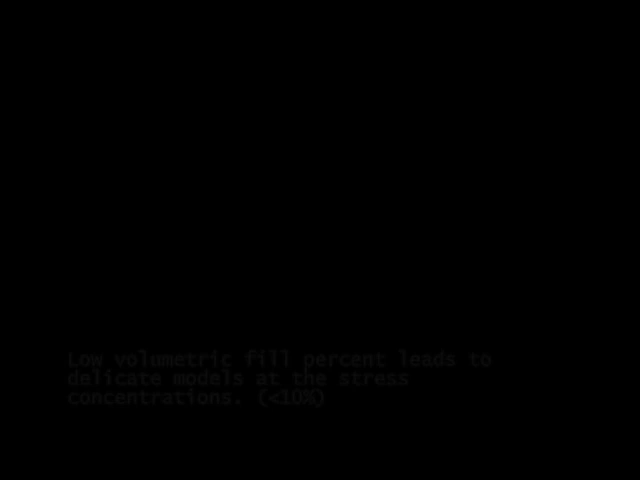 Low volumetric fill percent leads to
delicate models at the stress
concentrations. (<10%)